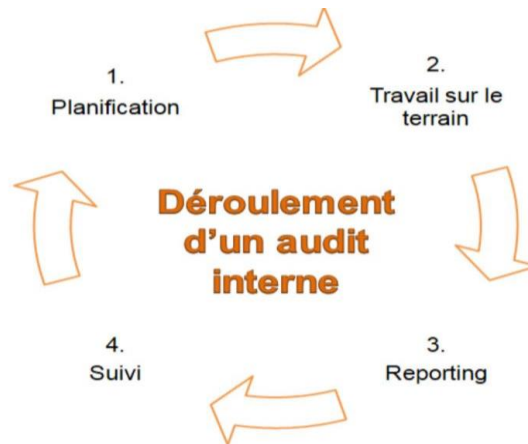 1.
Planification
2.
Travail sur le
terrain
Déroulement
d'un audit
interne
4.
Suivi
3.
Reporting